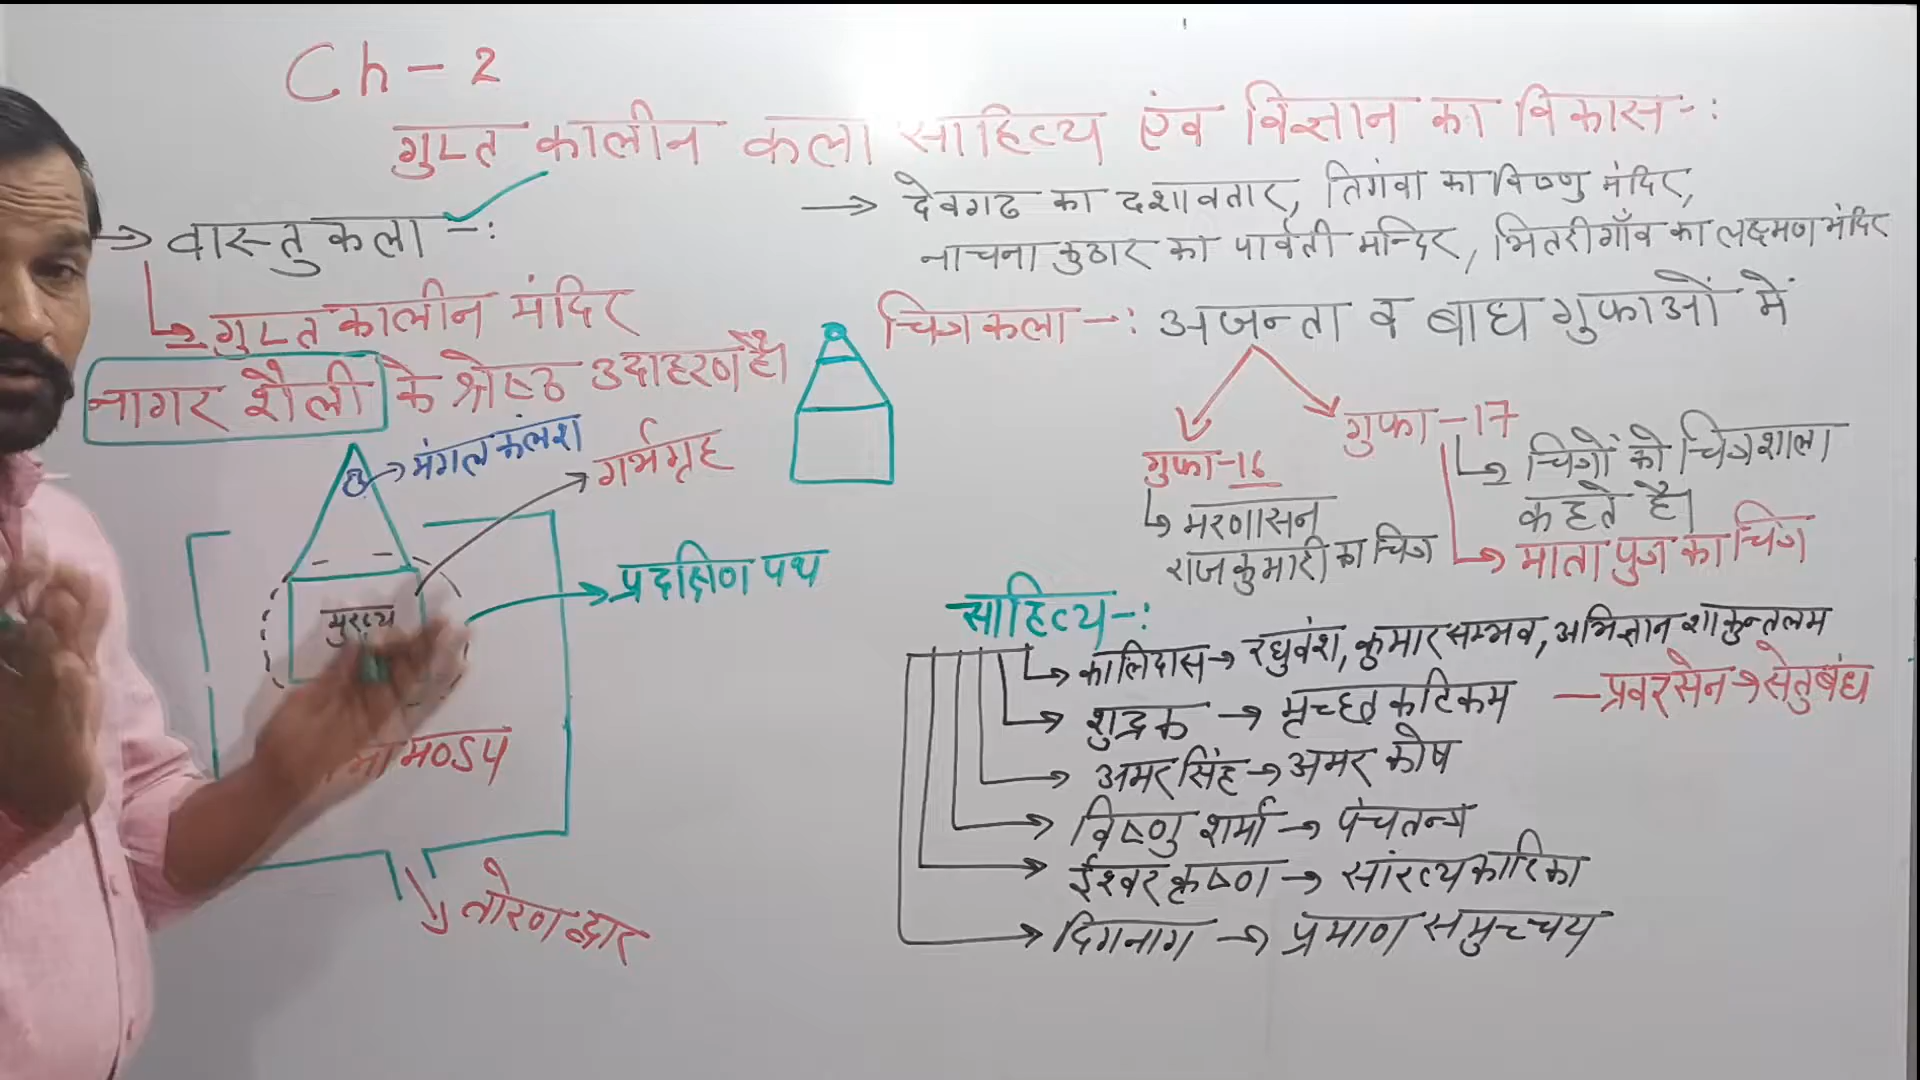 Ch - 2
गुप्त कालीन कला साहित्य एंव विज्ञान का विकास -:
→ वास्तुकला -:
गुप्त कालीन मंदिर
नागर शैली के श्रेष्ठ उदाहरण है।
मंगल कलश
गर्भगृह
मुख्य
प्रदक्षिण पथ
मण्डप
तोरण द्वार
→ देवगढ का दशावतार, तिगंवा का विष्णु मंदिर,
नाचना कुठार का पार्वती मन्दिर, भितरीगाँव का लक्ष्मण मंदिर
चित्रकला -: अजन्ता व बाघ गुफाओं में
गुफा-16
मरणासन
राजकुमारी का चित्र
गुफा-17
चित्रों को चित्रशाला
कहते है।
माता पुत्र का चित्र
साहित्य -:
कालिदास → रघुवंश, कुमारसम्भव, अभिज्ञान शाकुन्तलम
शुद्रक → मृच्छकटिकम
— प्रवरसेन → सेतुबंध
अमरसिंह → अमर कोष
विष्णु शर्मा → पंचतन्त्र
ईश्वर कृष्ण → सांख्यकारिका
दिगनाग → प्रमाण समुच्चय